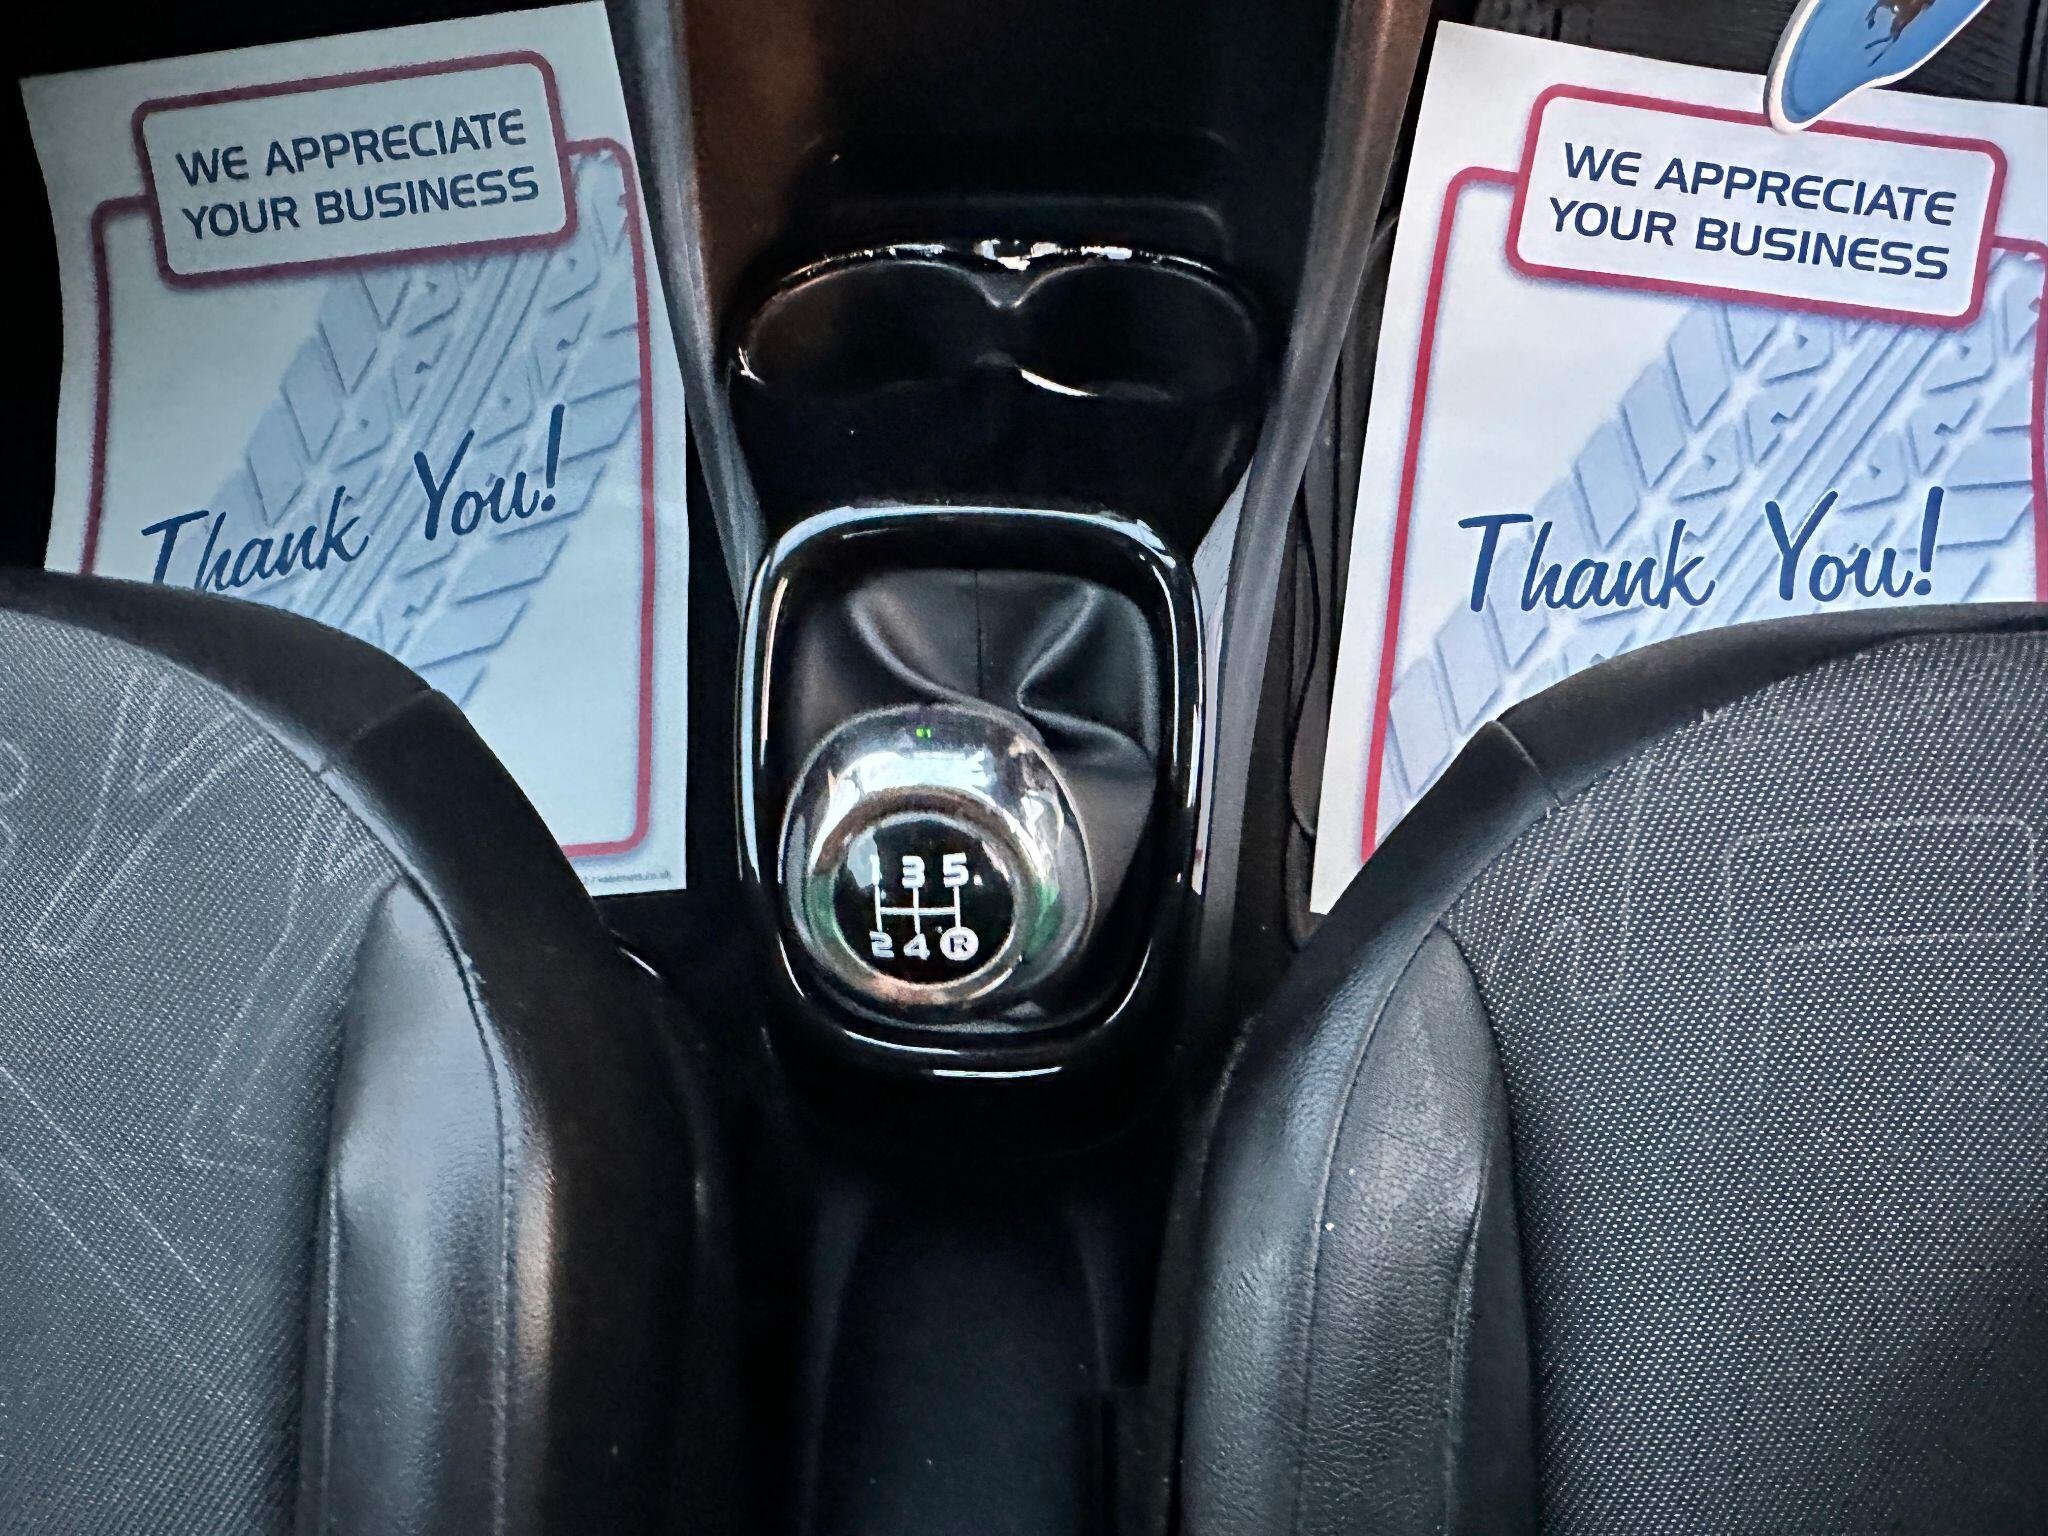 WE APPRECIATE
YOUR BUSINESS
Thank You!
WE APPRECIATE
YOUR BUSINESS
Thank You!
1 3 5
2 4 R